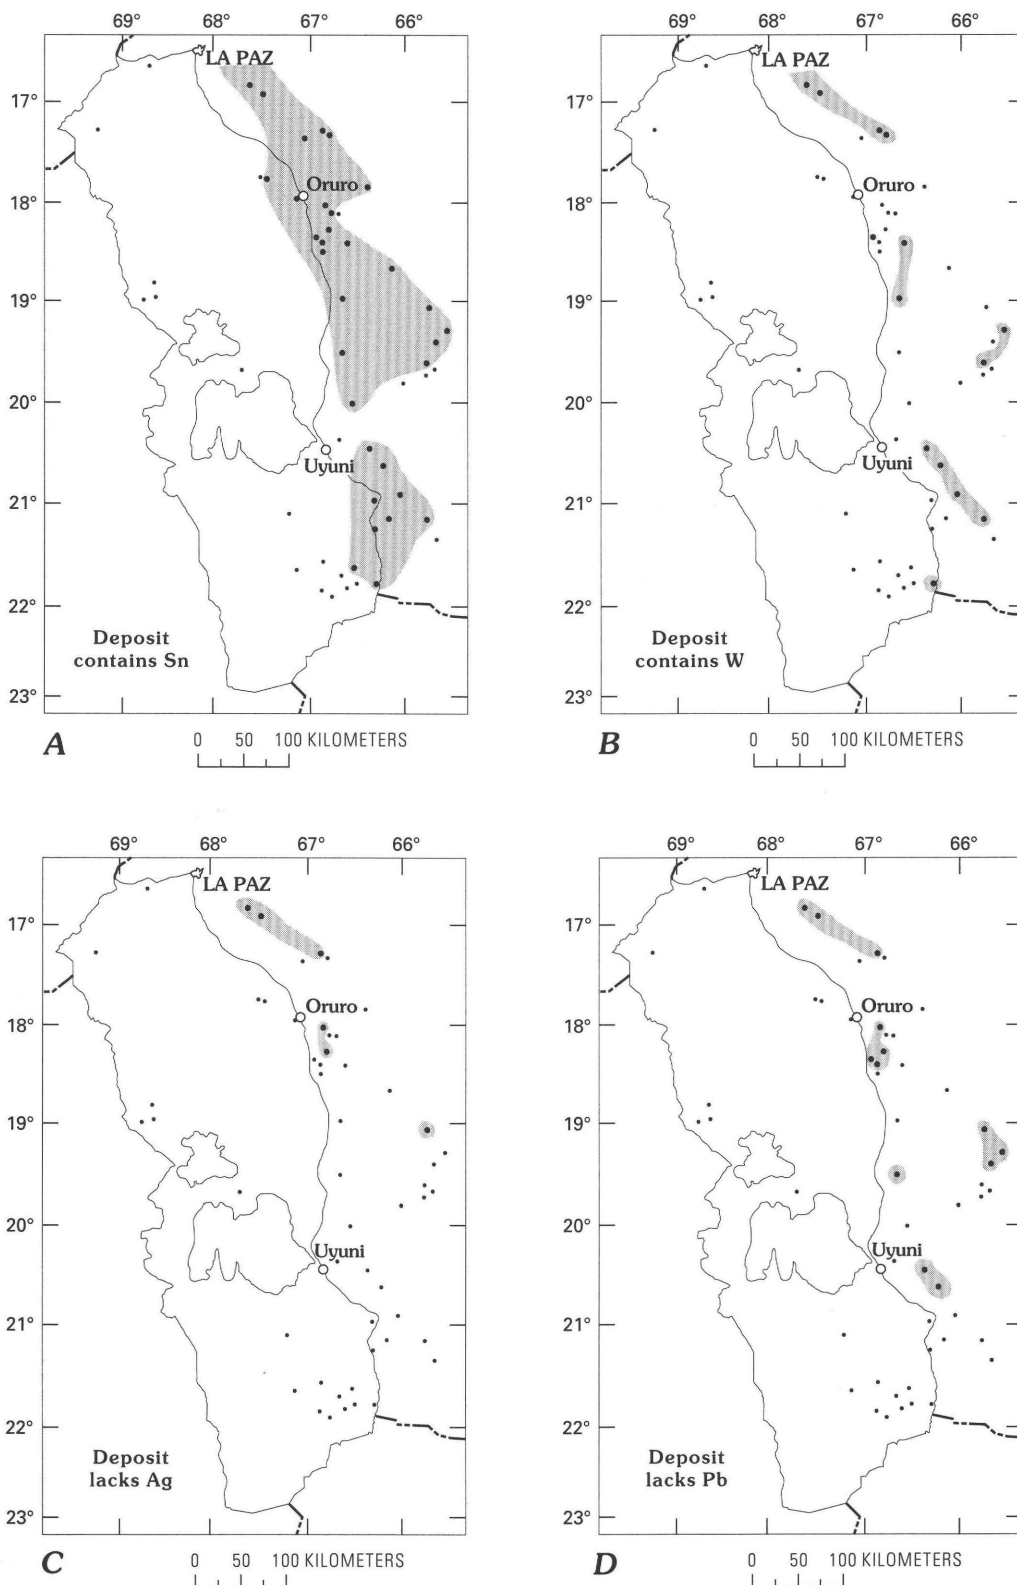 69° 68° 67° 66°
LA PAZ
17°
Oruro
18°
19°
20°
Uyuni
21°
22°
Deposit
contains Sn
23°
A
0 50 100 KILOMETERS
69° 68° 67° 66°
LA PAZ
17°
Oruro
18°
19°
20°
Uyuni
21°
22°
Deposit
contains W
23°
B
0 50 100 KILOMETERS
69° 68° 67° 66°
LA PAZ
17°
Oruro
18°
19°
20°
Uyuni
21°
22°
Deposit
lacks Ag
23°
C
0 50 100 KILOMETERS
69° 68° 67° 66°
LA PAZ
17°
Oruro
18°
19°
20°
Uyuni
21°
22°
Deposit
lacks Pb
23°
D
0 50 100 KILOMETERS